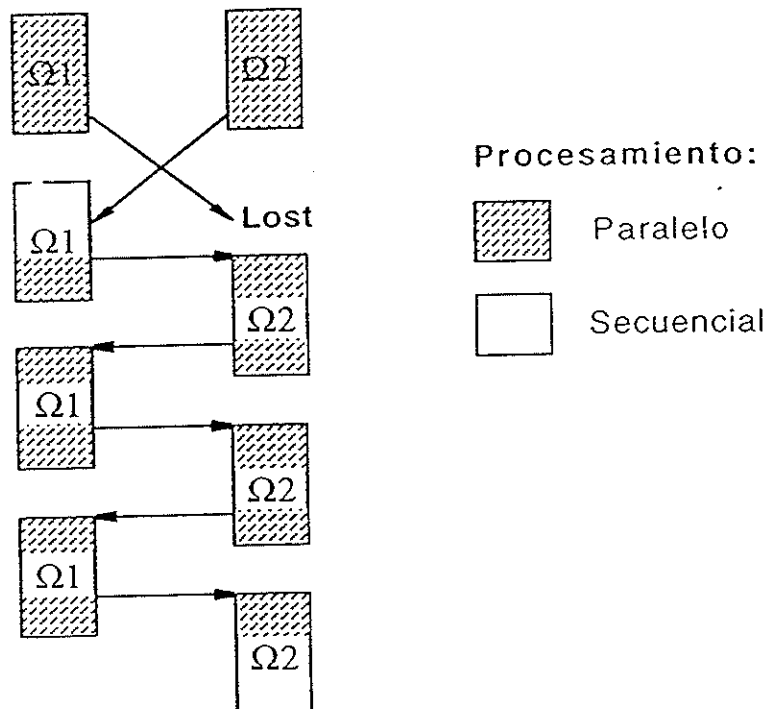 Ω1 Ω2
Procesamiento:
Lost
Paralelo
Ω1
Ω2
Secuencial
Ω1
Ω2
Ω1
Ω2